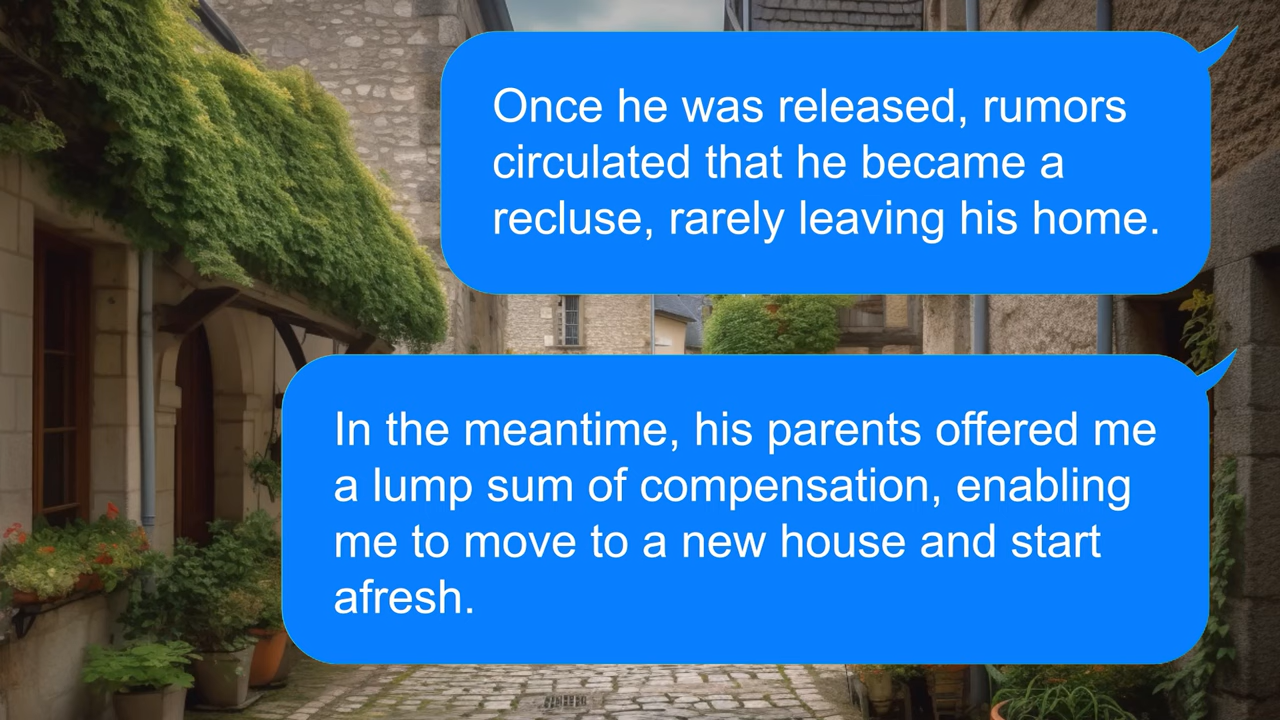 Once he was released, rumors
circulated that he became a
recluse, rarely leaving his home.
In the meantime, his parents offered me
a lump sum of compensation, enabling
me to move to a new house and start
afresh.